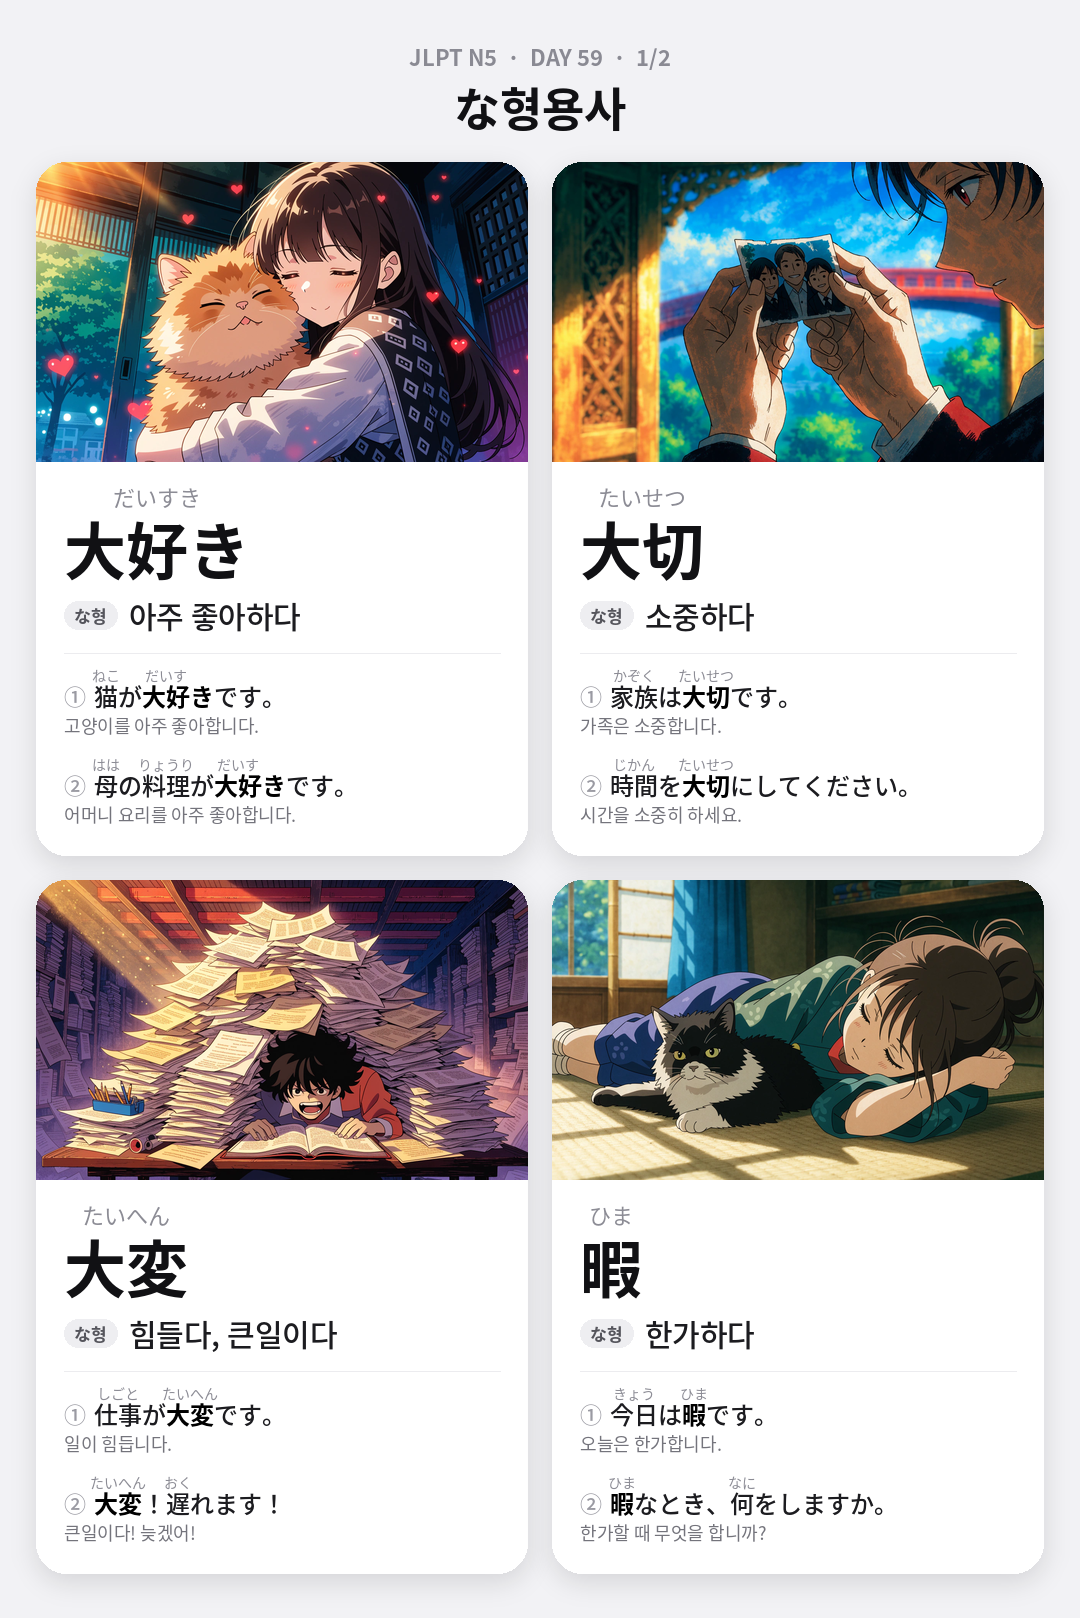 JLPT N5 · DAY 59 · 1/2
な형용사
だいすき
大好き
な형 아주 좋아하다
ねこ だいす
① 猫が大好きです。
고양이를 아주 좋아합니다.
はは りょうり だいす
② 母の料理が大好きです。
어머니 요리를 아주 좋아합니다.
たいせつ
大切
な형 소중하다
かぞく たいせつ
① 家族は大切です。
가족은 소중합니다.
じかん たいせつ
② 時間を大切にしてください。
시간을 소중히 하세요.
たいへん
大変
な형 힘들다, 큰일이다
しごと たいへん
① 仕事が大変です。
일이 힘듭니다.
たいへん おく
② 大変！遅れます！
큰일이다! 늦겠어!
ひま
暇
な형 한가하다
きょう ひま
① 今日は暇です。
오늘은 한가합니다.
ひま なに
② 暇なとき、何をしますか。
한가할 때 무엇을 합니까?